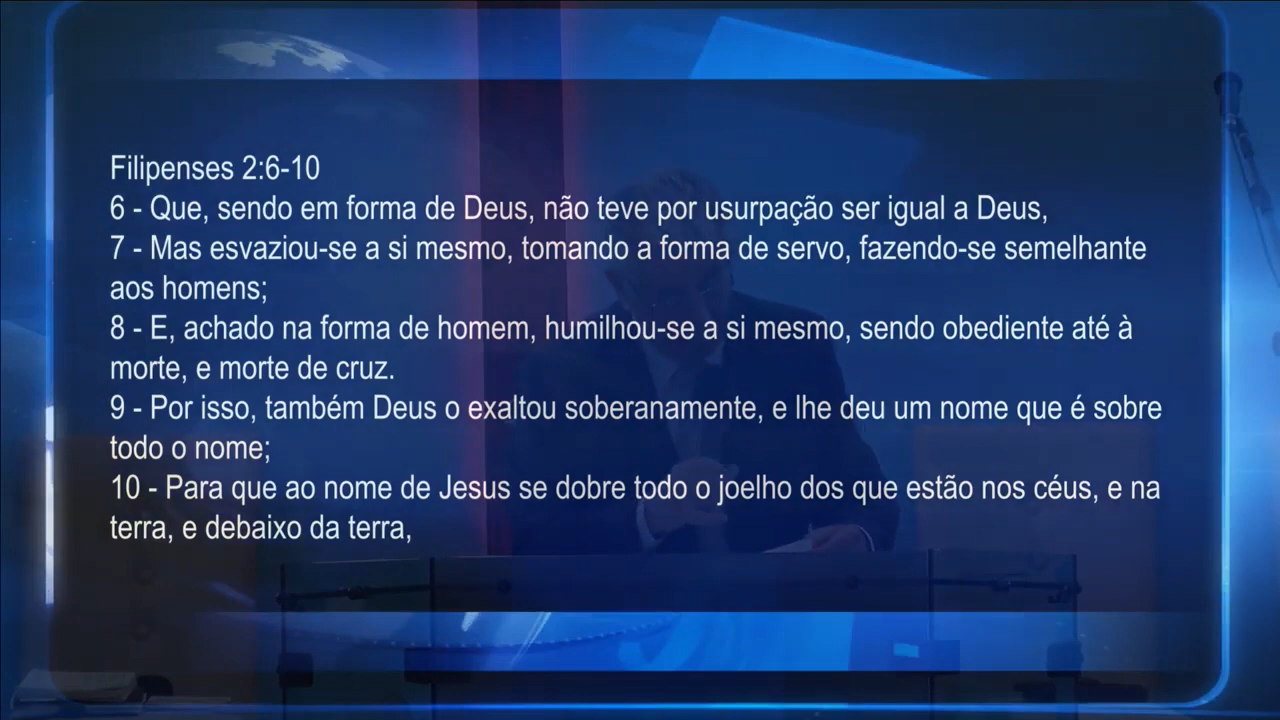 Filipenses 2:6-10
6 - Que, sendo em forma de Deus, não teve por usurpação ser igual a Deus,
7 - Mas esvaziou-se a si mesmo, tomando a forma de servo, fazendo-se semelhante
aos homens;
8 - E, achado na forma de homem, humilhou-se a si mesmo, sendo obediente até à
morte, e morte de cruz.
9 - Por isso, também Deus o exaltou soberanamente, e lhe deu um nome que é sobre
todo o nome;
10 - Para que ao nome de Jesus se dobre todo o joelho dos que estão nos céus, e na
terra, e debaixo da terra,